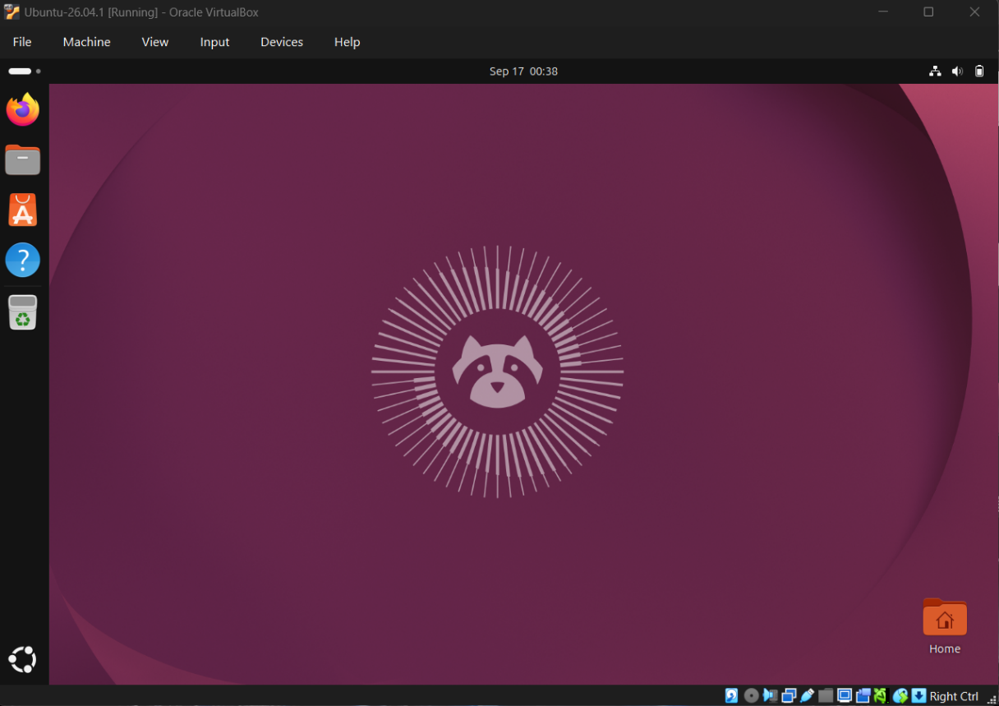 Ubuntu-26.04.1 [Running] - Oracle VirtualBox
File Machine View Input Devices Help
Sep 17 00:38
Home
Right Ctrl